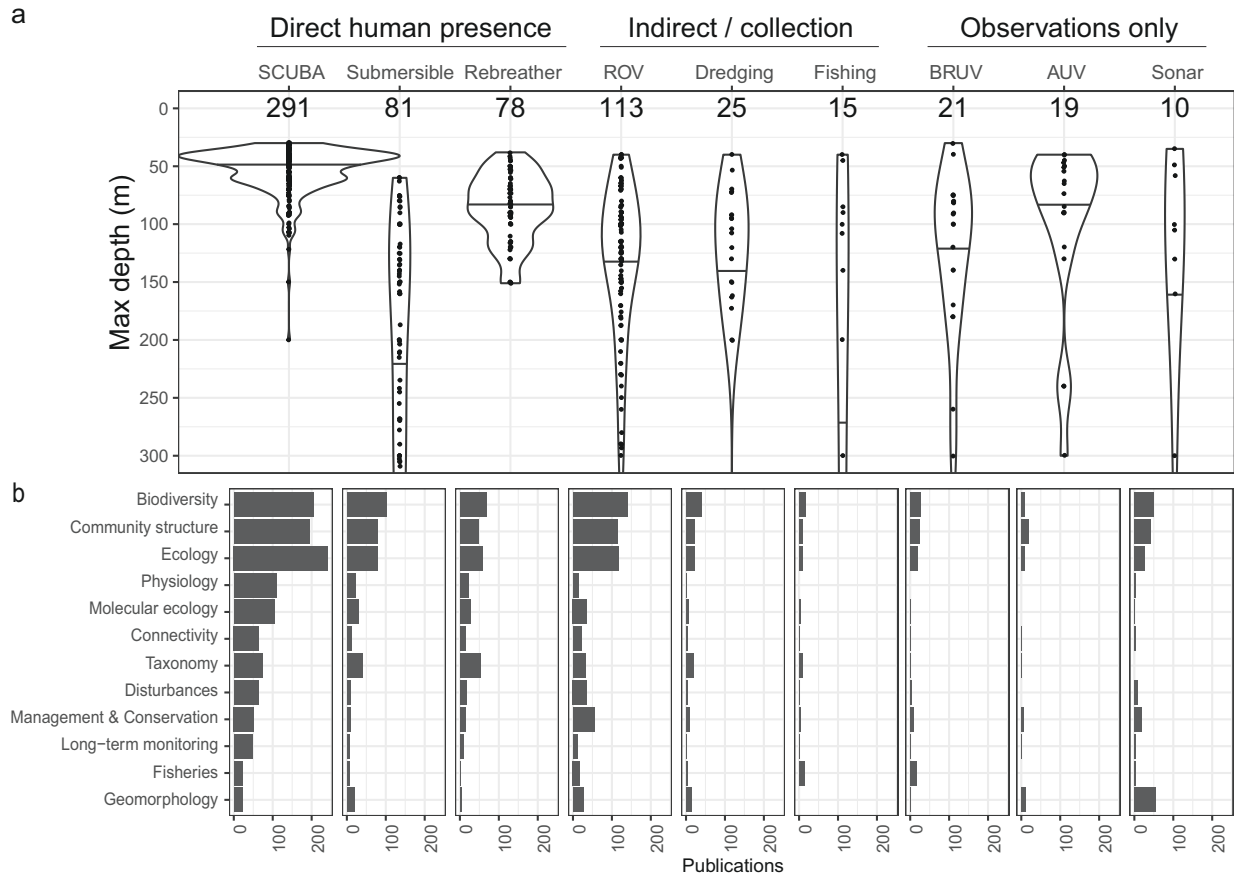 a
Direct human presence Indirect / collection Observations only
SCUBA Submersible Rebreather ROV Dredging Fishing BRUV AUV Sonar
291 81 78 113 25 15 21 19 10
Max depth (m)
0
50
100
150
200
250
300
b
Biodiversity
Community structure
Ecology
Physiology
Molecular ecology
Connectivity
Taxonomy
Disturbances
Management & Conservation
Long−term monitoring
Fisheries
Geomorphology
0 100 200 0 100 200 0 100 200 0 100 200 0 100 200 0 100 200 0 100 200 0 100 200 0 100 200
Publications